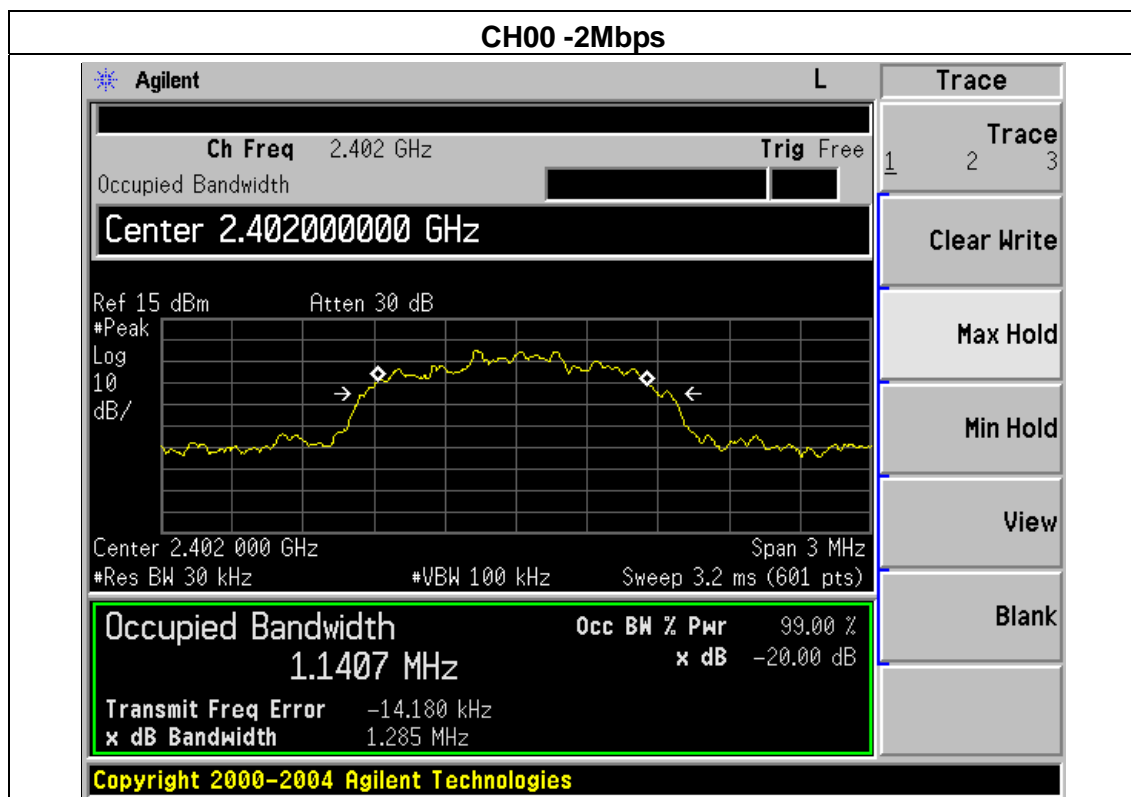 CH00 -2Mbps
Agilent L Trace
Ch Freq 2.402 GHz Trig Free
Occupied Bandwidth
Center 2.402000000 GHz
Ref 15 dBm Atten 30 dB
#Peak
Log
10
dB/
Center 2.402 000 GHz Span 3 MHz
#Res BW 30 kHz #VBW 100 kHz Sweep 3.2 ms (601 pts)
Occupied Bandwidth Occ BW % Pwr 99.00 %
1.1407 MHz x dB -20.00 dB
Transmit Freq Error -14.180 kHz
x dB Bandwidth 1.285 MHz
Copyright 2000-2004 Agilent Technologies
Trace
1 2 3
Clear Write
Max Hold
Min Hold
View
Blank